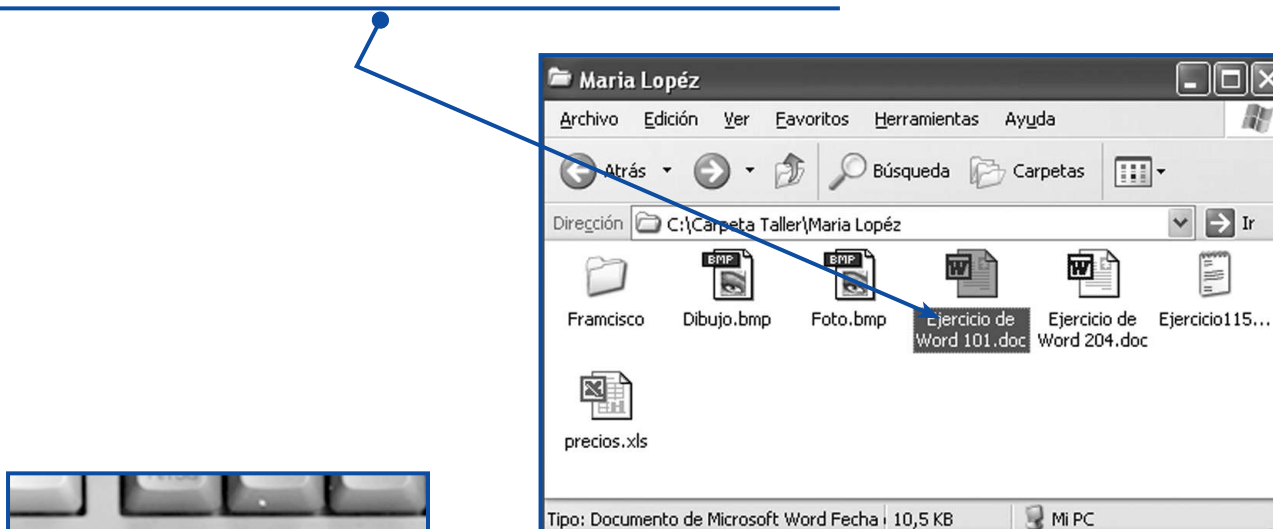 Maria Lopéz
Archivo Edición Ver Favoritos Herramientas Ayuda
Atrás Búsqueda Carpetas
Dirección C:\Carpeta Taller\Maria Lopéz Ir
BMP BMP W W
Framcisco Dibujo.bmp Foto.bmp Ejercicio de Ejercicio de Ejercicio115...
Word 101.doc Word 204.doc
X
precios.xls
Tipo: Documento de Microsoft Word Fecha 10,5 KB Mi PC